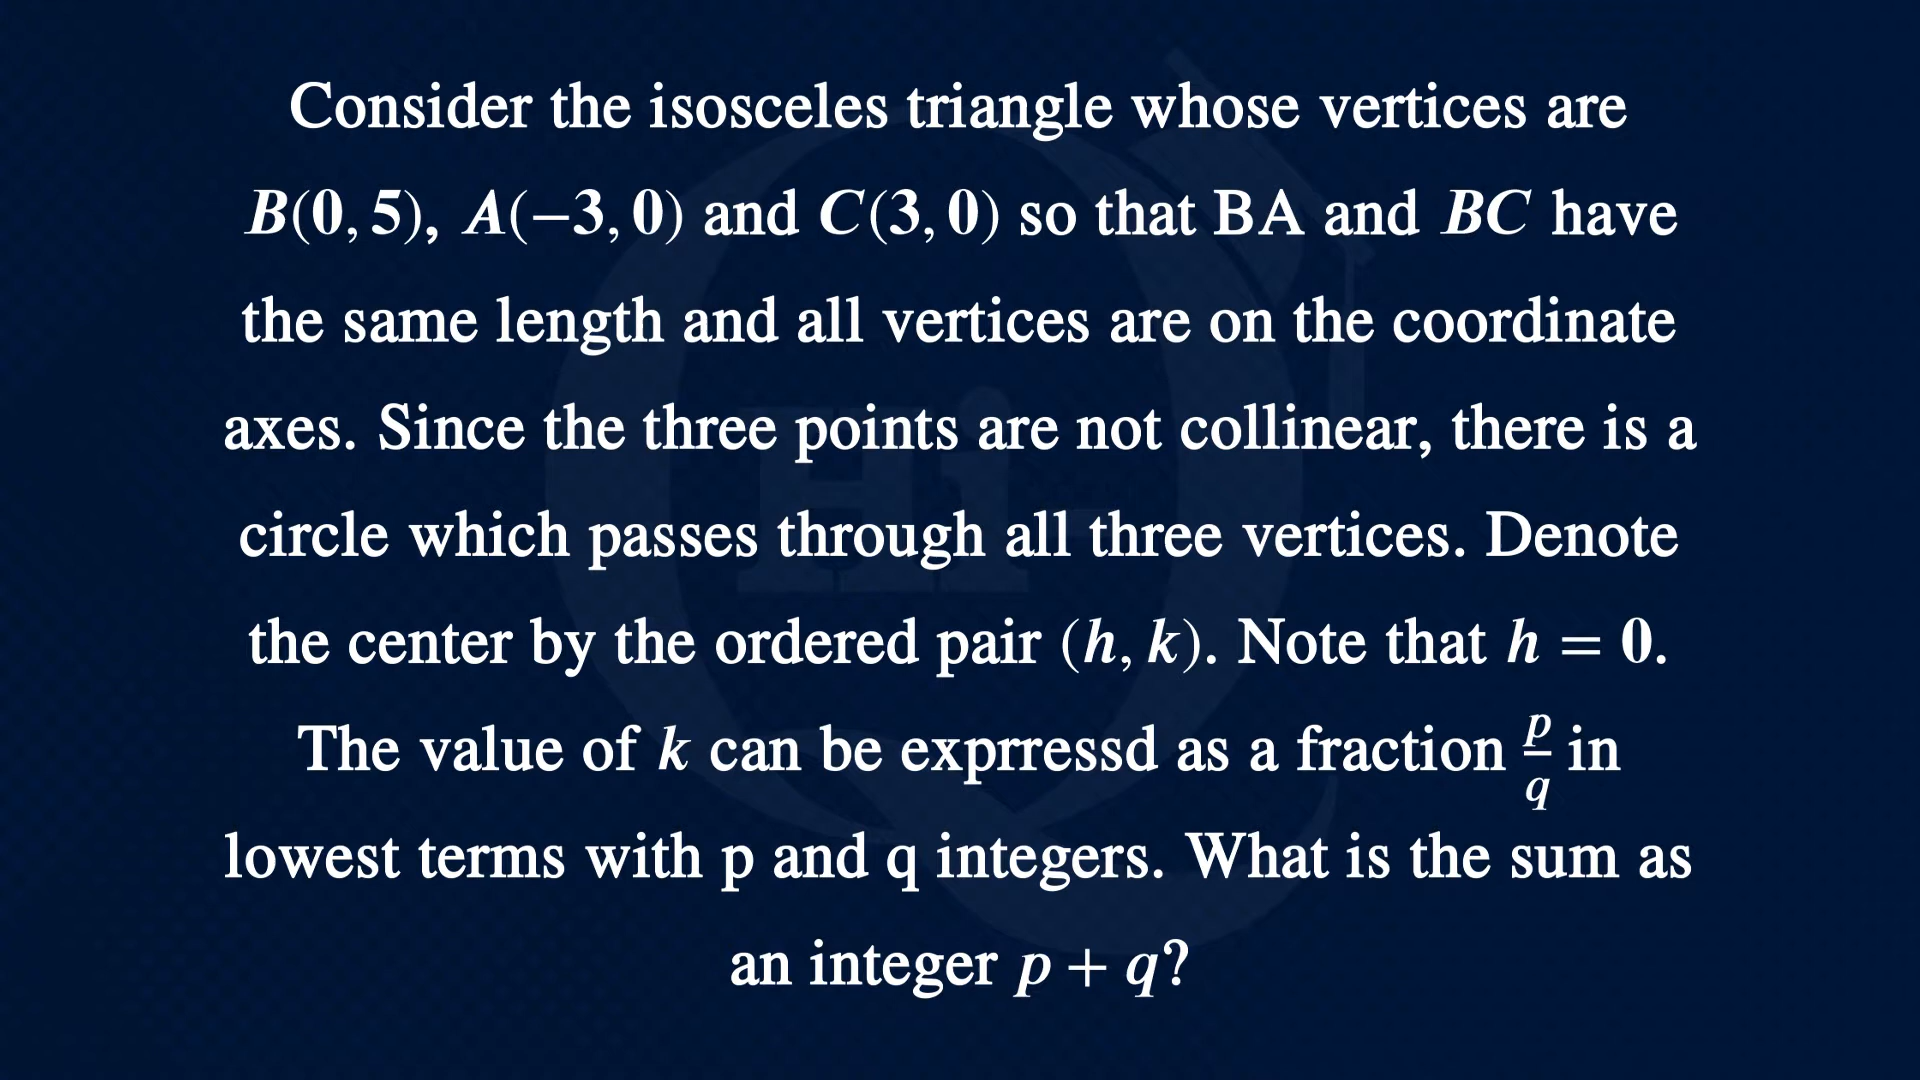 Consider the isosceles triangle whose vertices are
B(0, 5), A(−3, 0) and C(3, 0) so that BA and BC have
the same length and all vertices are on the coordinate
axes. Since the three points are not collinear, there is a
circle which passes through all three vertices. Denote
the center by the ordered pair (h, k). Note that h = 0.
The value of k can be exprressd as a fraction p/q in
lowest terms with p and q integers. What is the sum as
an integer p + q?
Hi